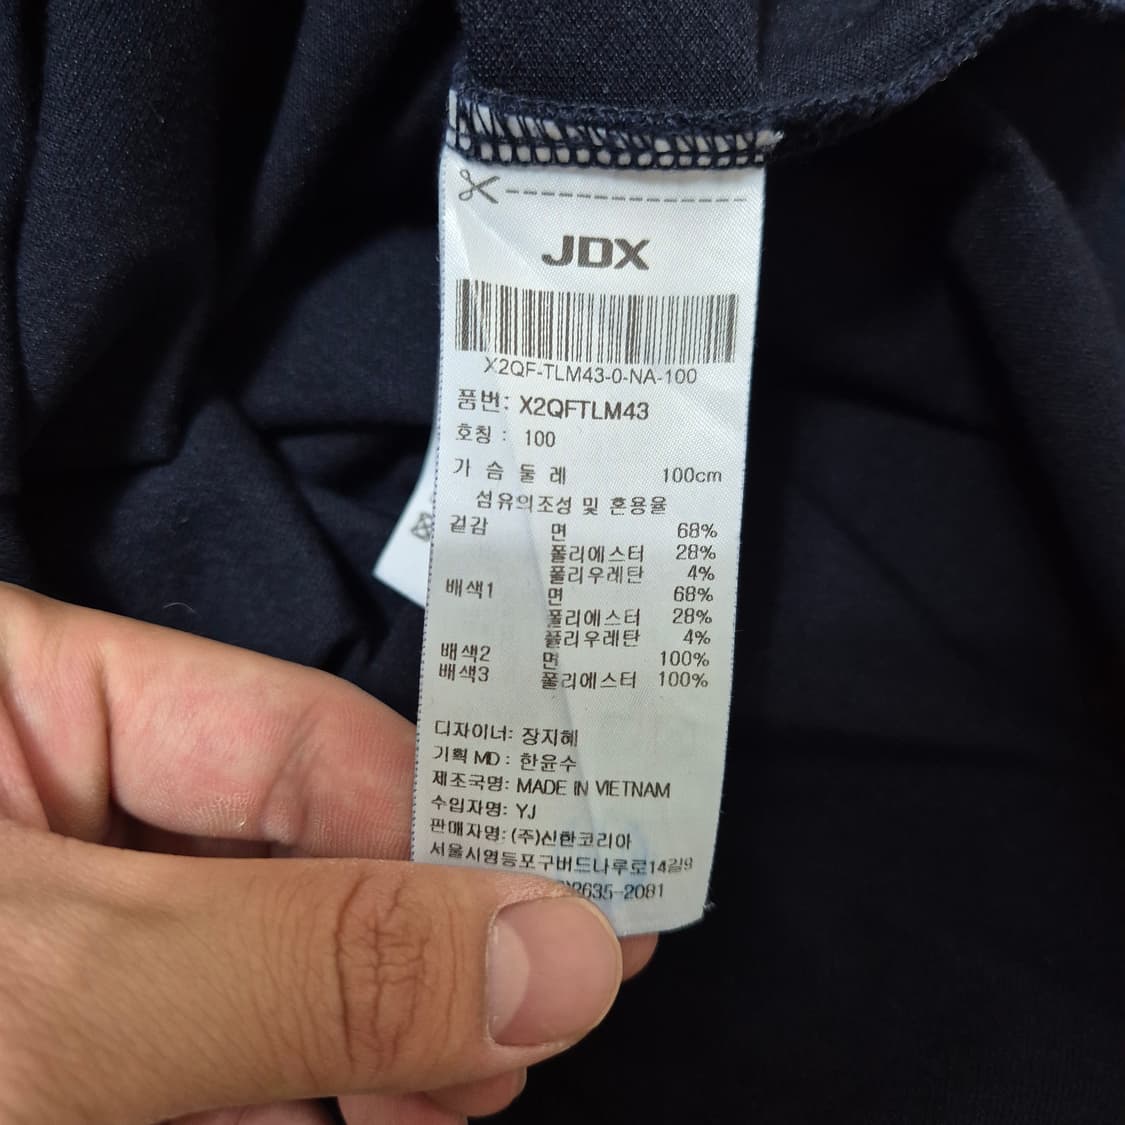 JDX
X2QF-TLM43-0-NA-100
품번: X2QFTLM43
호칭 : 100
가 슴 둘 레 100cm
섬유의조성 및 혼용율
겉감 면 68%
폴리에스터 28%
폴리우레탄 4%
배색1 면 68%
폴리에스터 28%
폴리우레탄 4%
배색2 면 100%
배색3 폴리에스터 100%
디자이너: 장지혜
기획 MD : 한윤수
제조국명: MADE IN VIETNAM
수입자명: YJ
판매자명: (주)신한코리아
서울시영등포구버드나루로14길9
)2635-2081